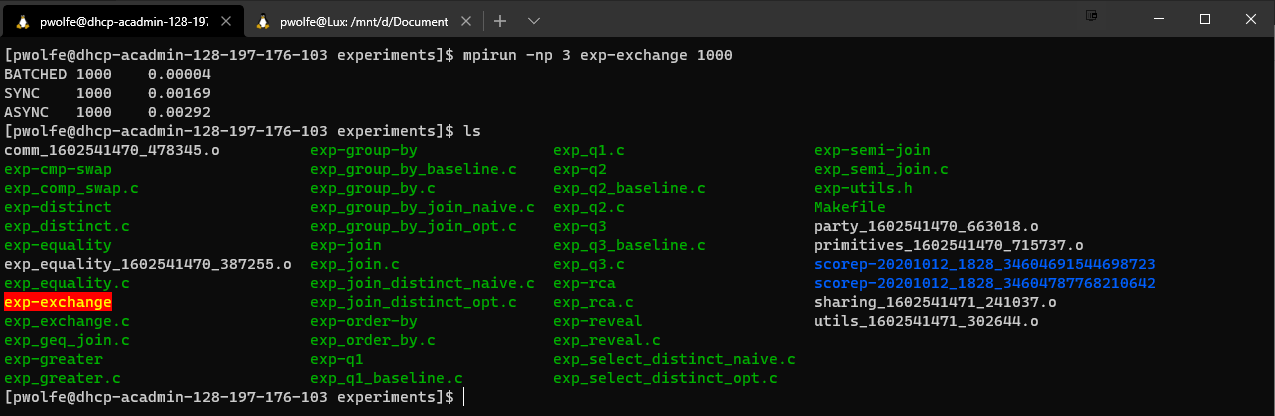 pwolfe@dhcp-acadmin-128-197 pwolfe@Lux: /mnt/d/Document
[pwolfe@dhcp-acadmin-128-197-176-103 experiments]$ mpirun -np 3 exp-exchange 1000
BATCHED 1000 0.00004
SYNC 1000 0.00169
ASYNC 1000 0.00292
[pwolfe@dhcp-acadmin-128-197-176-103 experiments]$ ls
comm_1602541470_478345.o exp-group-by exp_q1.c exp-semi-join
exp-cmp-swap exp_group_by_baseline.c exp-q2 exp_semi_join.c
exp_comp_swap.c exp_group_by.c exp_q2_baseline.c exp-utils.h
exp-distinct exp_group_by_join_naive.c exp_q2.c Makefile
exp_distinct.c exp_group_by_join_opt.c exp-q3 party_1602541470_663018.o
exp-equality exp-join exp_q3_baseline.c primitives_1602541470_715737.o
exp_equality_1602541470_387255.o exp_join.c exp_q3.c scorep-20201012_1828_34604691544698723
exp_equality.c exp_join_distinct_naive.c exp-rca scorep-20201012_1828_34604787768210642
exp-exchange exp_join_distinct_opt.c exp_rca.c sharing_1602541471_241037.o
exp_exchange.c exp-order-by exp-reveal utils_1602541471_302644.o
exp_geq_join.c exp_order_by.c exp_reveal.c
exp-greater exp-q1 exp_select_distinct_naive.c
exp_greater.c exp_q1_baseline.c exp_select_distinct_opt.c
[pwolfe@dhcp-acadmin-128-197-176-103 experiments]$